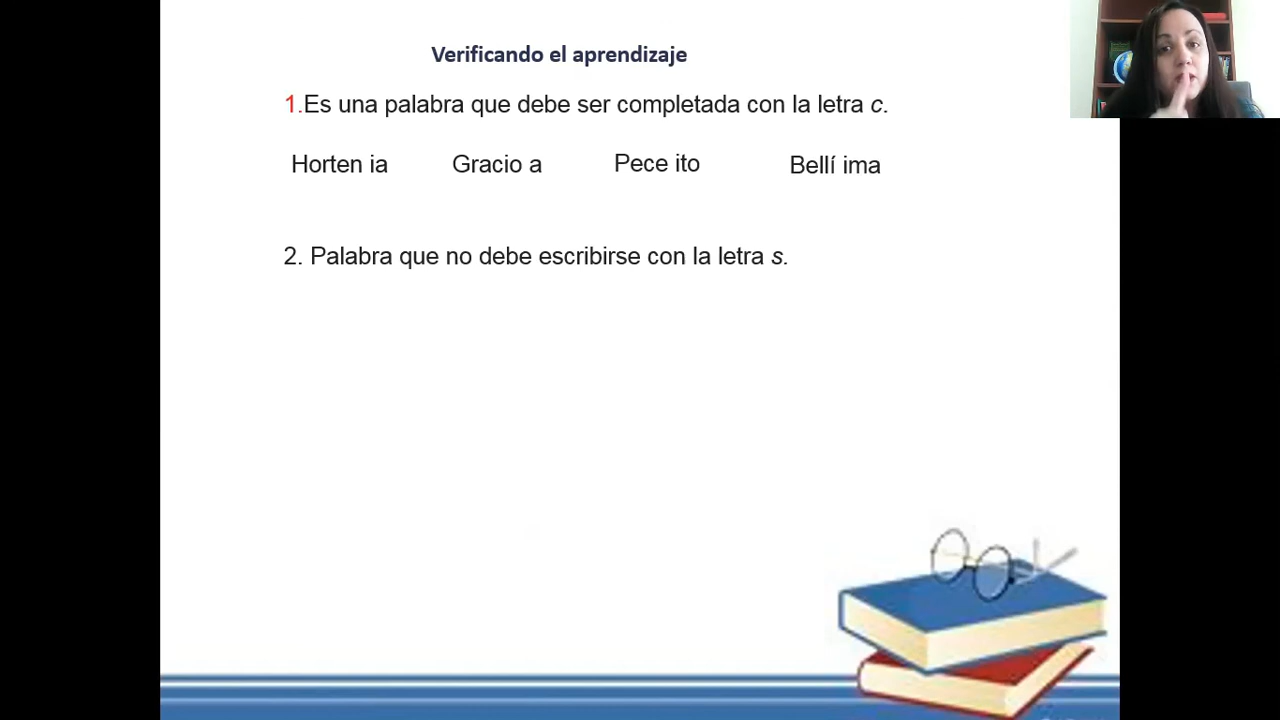 Verificando el aprendizaje
1.Es una palabra que debe ser completada con la letra c.
Horten ia Gracio a Pece ito Bellí ima
2. Palabra que no debe escribirse con la letra s.